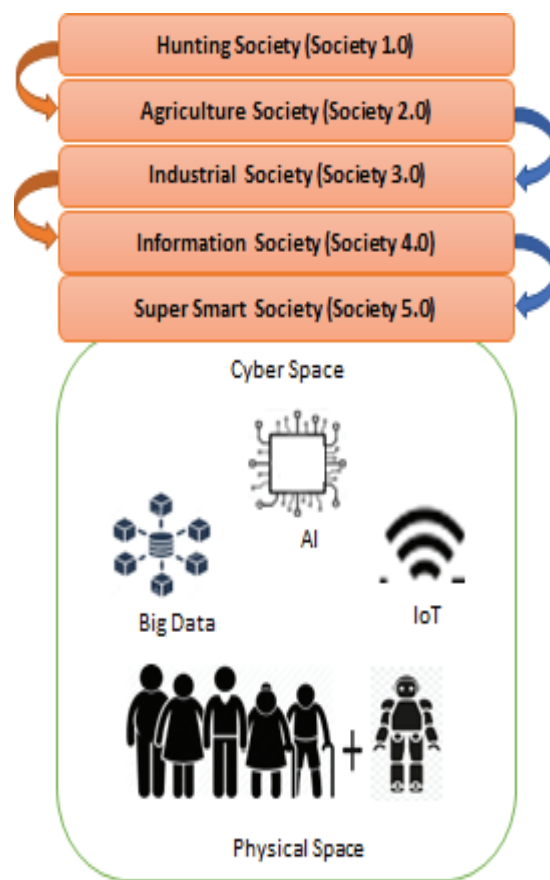 Hunting Society (Society 1.0)
Agriculture Society (Society 2.0)
Industrial Society (Society 3.0)
Information Society (Society 4.0)
Super Smart Society (Society 5.0)
Cyber Space
AI
IoT
Big Data
Physical Space